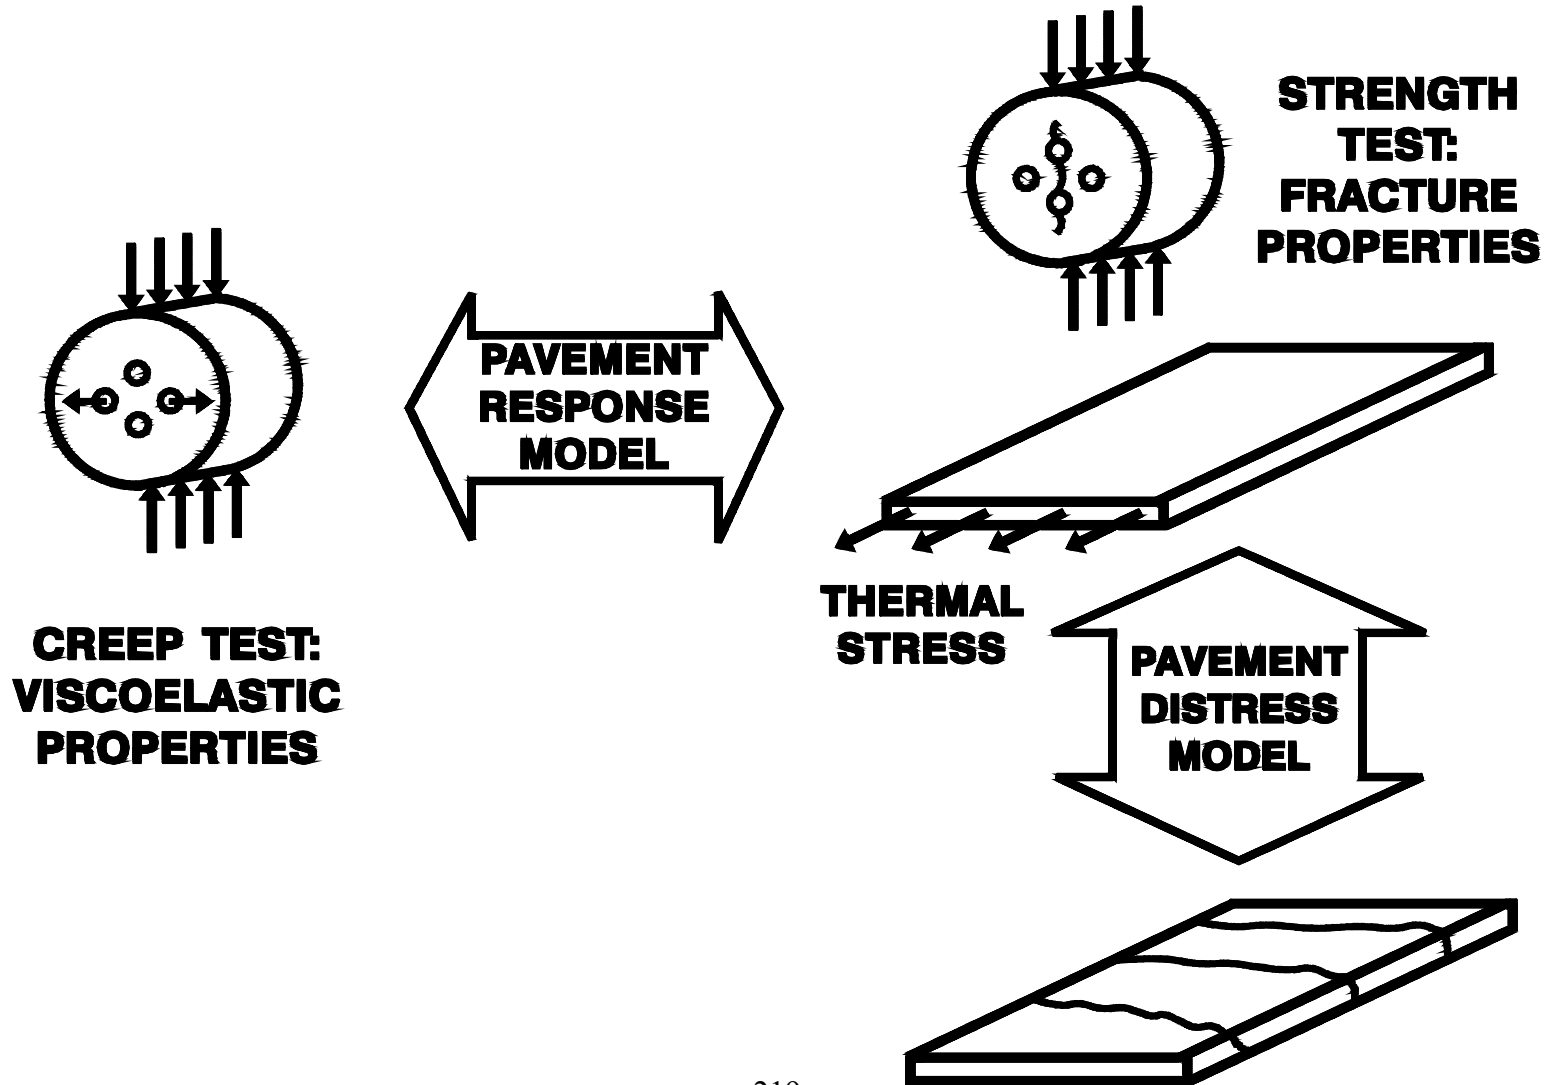 STRENGTH
TEST:
FRACTURE
PROPERTIES
PAVEMENT
RESPONSE
MODEL
THERMAL
STRESS
CREEP TEST:
VISCOELASTIC
PROPERTIES
PAVEMENT
DISTRESS
MODEL